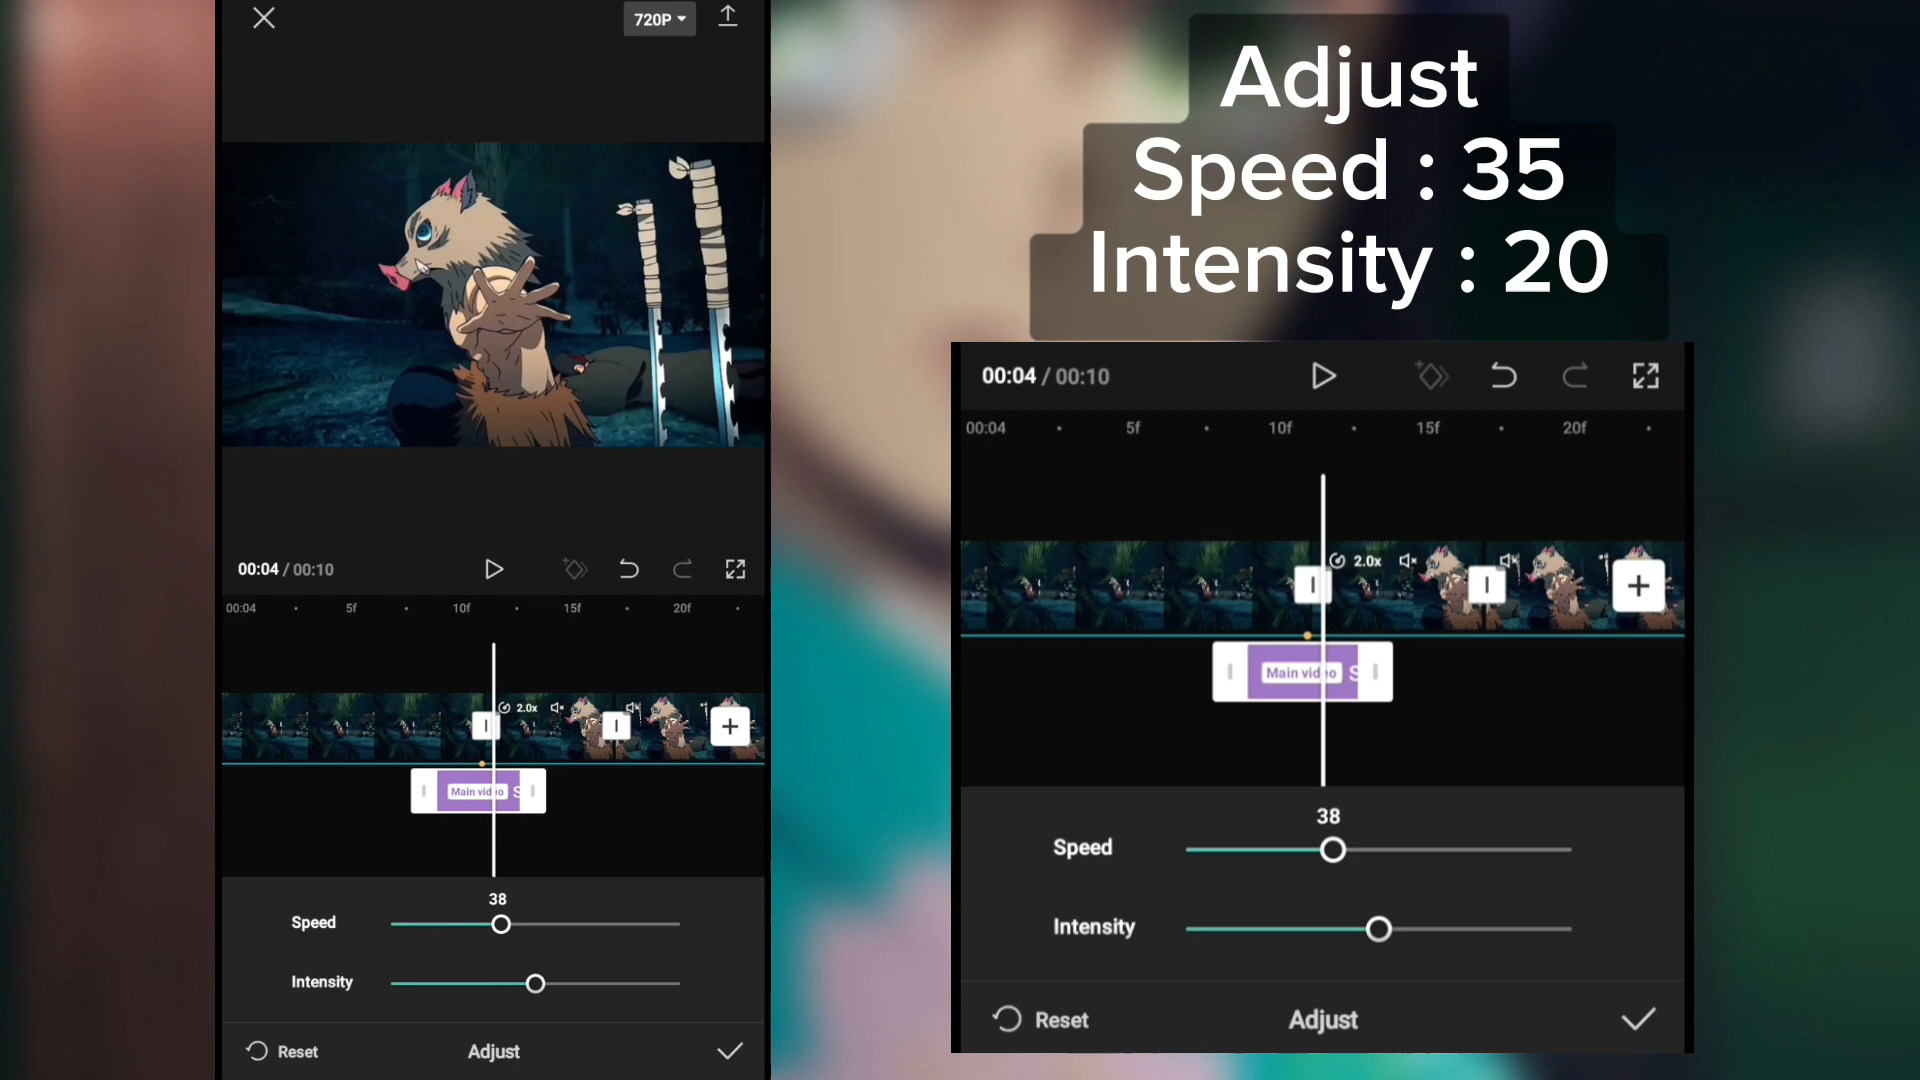 720P
00:04 / 00:10
00:04 5f 10f 15f 20f
2.0x
Main video S
38
Speed
Intensity
Reset Adjust
Adjust
Speed : 35
Intensity : 20
00:04 / 00:10
00:04 5f 10f 15f 20f
2.0x
Main video S
38
Speed
Intensity
Reset Adjust